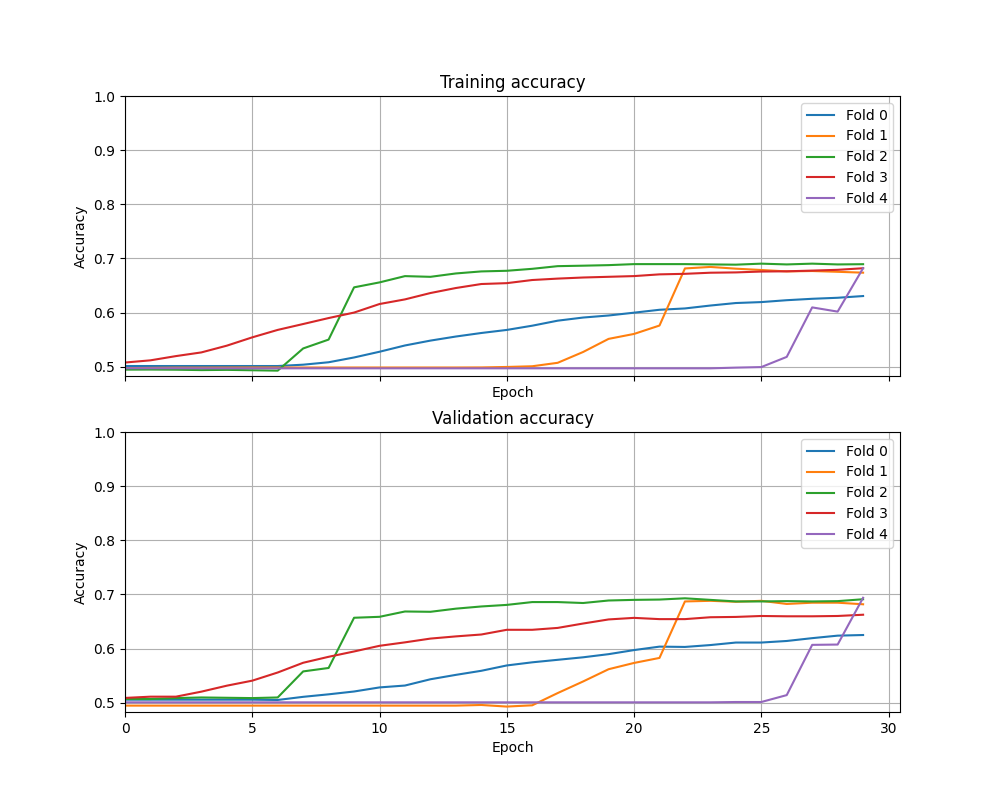 Training accuracy
1.0
0.9
0.8
0.7
0.6
0.5
Accuracy
Fold 0
Fold 1
Fold 2
Fold 3
Fold 4
Epoch
Validation accuracy
1.0
0.9
0.8
0.7
0.6
0.5
Accuracy
Fold 0
Fold 1
Fold 2
Fold 3
Fold 4
0 5 10 15 20 25 30
Epoch